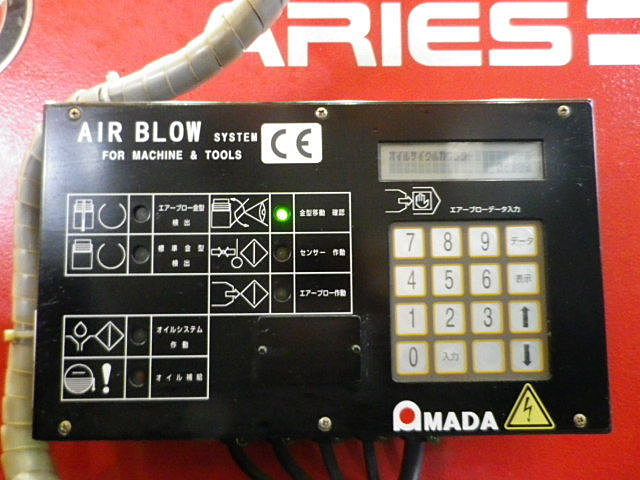 ARIES
AIR BLOW SYSTEM
FOR MACHINE & TOOLS
CE
エアーブロー金型
検出
金型移動 確認
標準金型
検出
センサー 作動
エアーブロー作動
オイルシステム
作動
オイル補給
エアーブローデータ入力
7 8 9 データ
4 5 6 表示
1 2 3 ⬆
0 入力 ⬇
AMADA